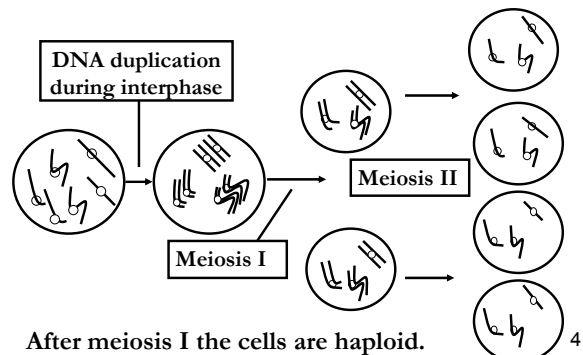 DNA duplication
during interphase
Meiosis II
Meiosis I
After meiosis I the cells are haploid.
4